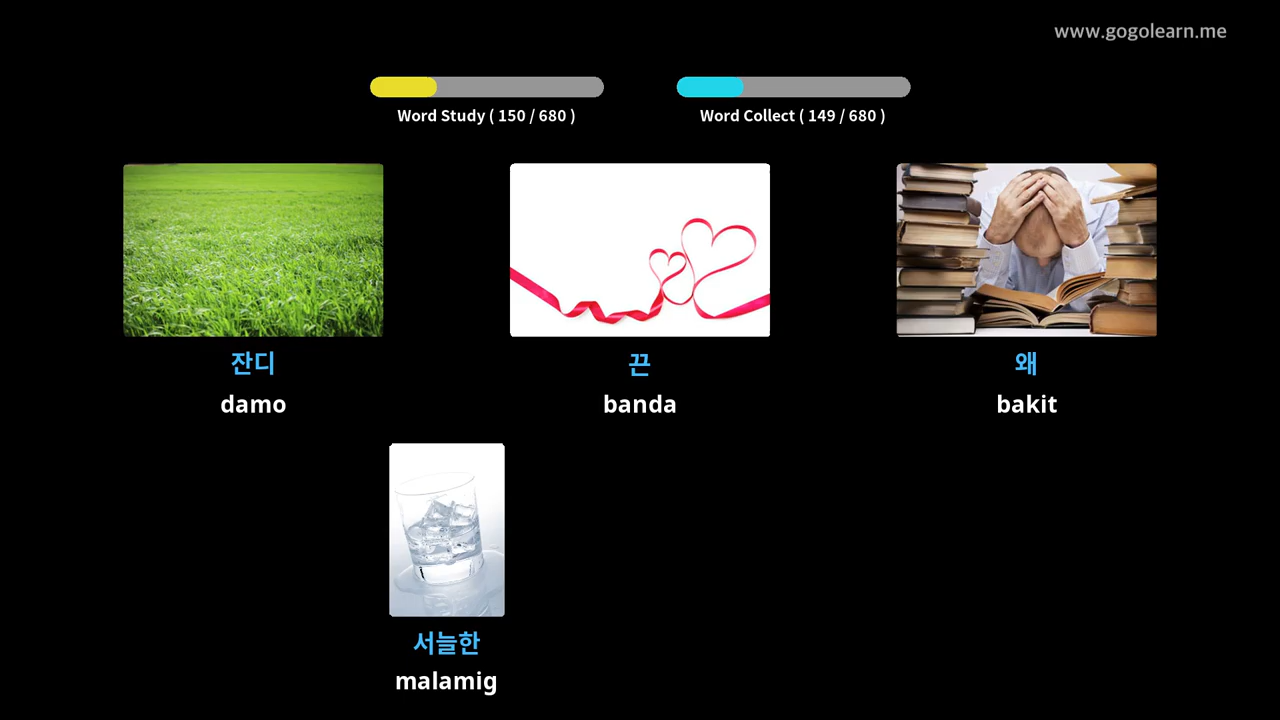 www.gogolearn.me
Word Study ( 150 / 680 )
Word Collect ( 149 / 680 )
잔디
damo
끈
banda
왜
bakit
서늘한
malamig